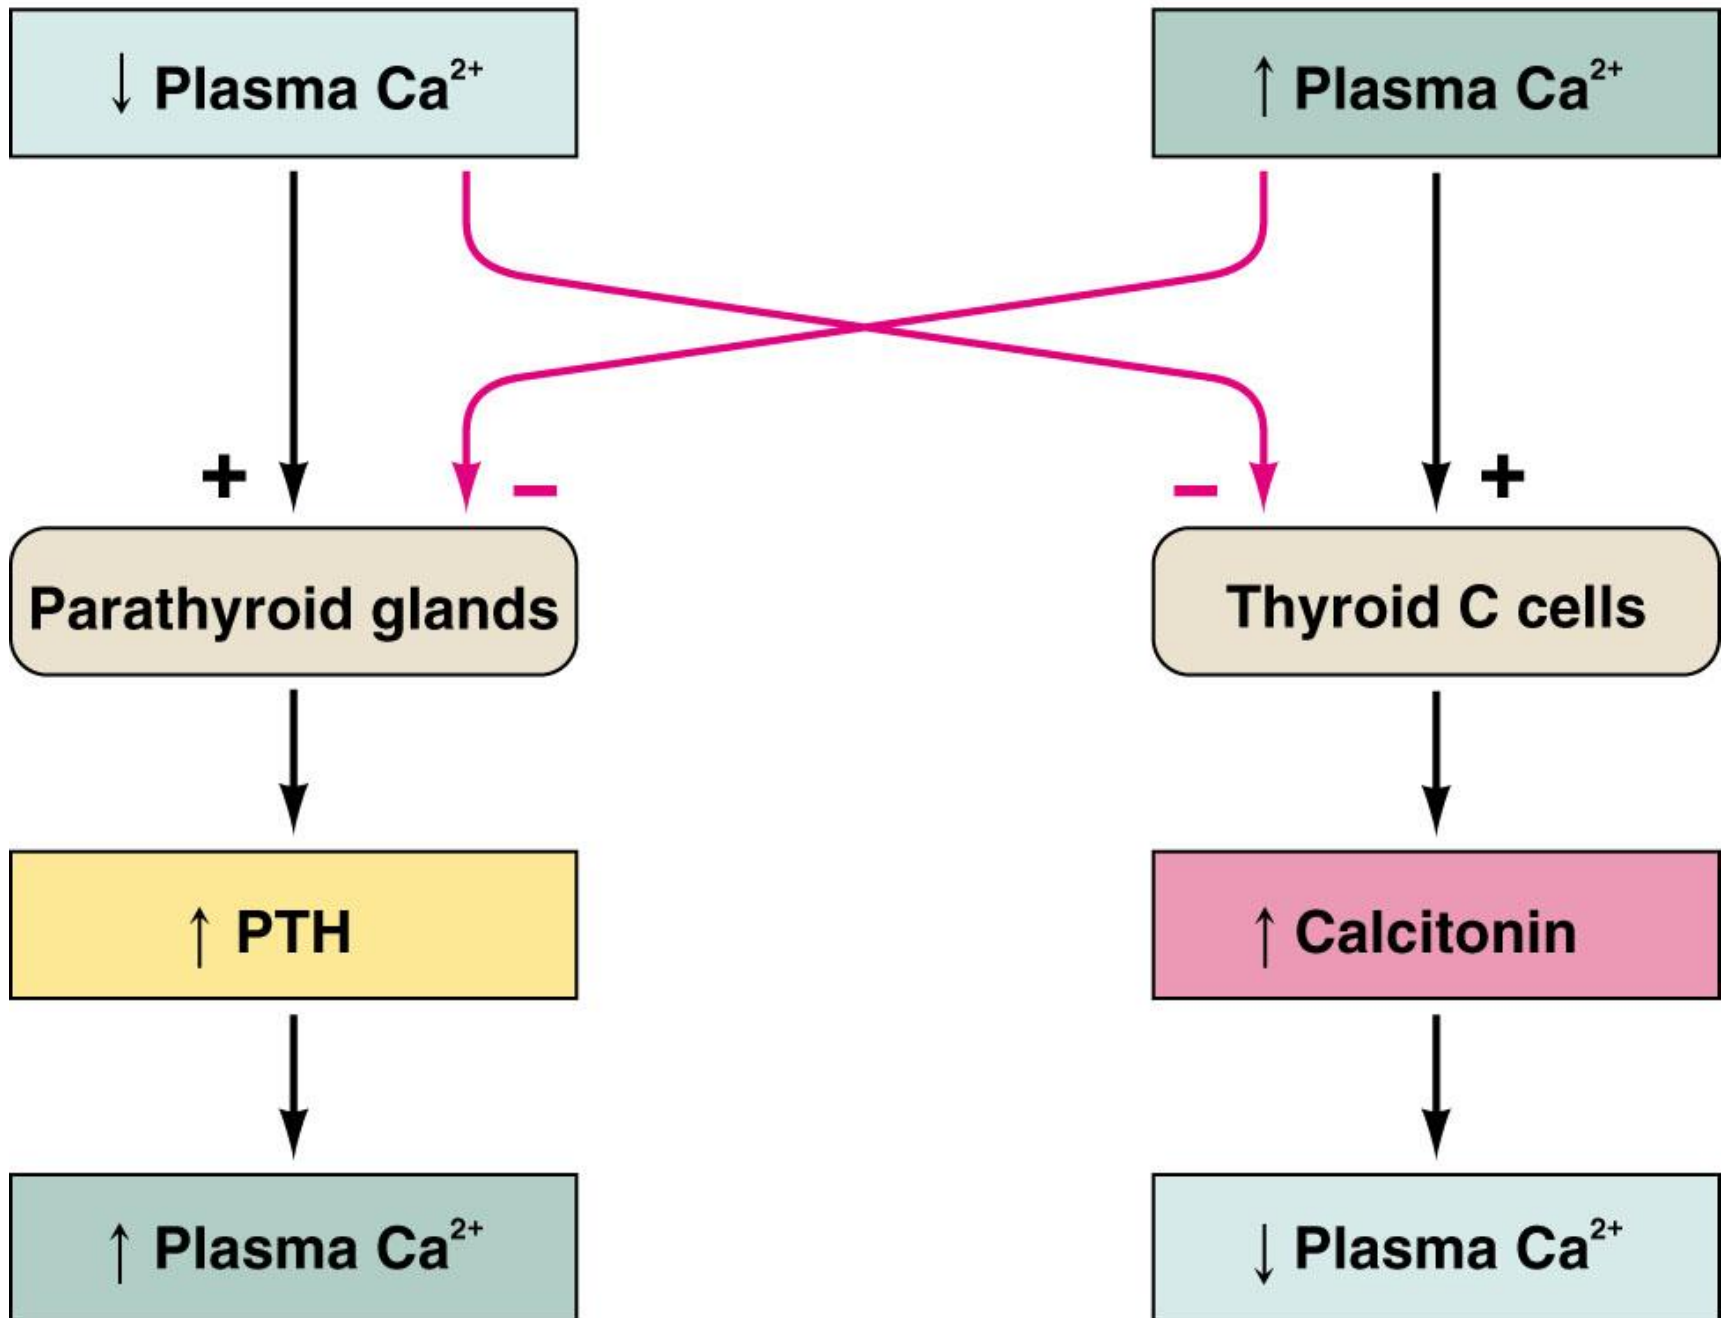 ↓ Plasma Ca²⁺
↑ Plasma Ca²⁺
+
−
−
+
Parathyroid glands
Thyroid C cells
↑ PTH
↑ Calcitonin
↑ Plasma Ca²⁺
↓ Plasma Ca²⁺